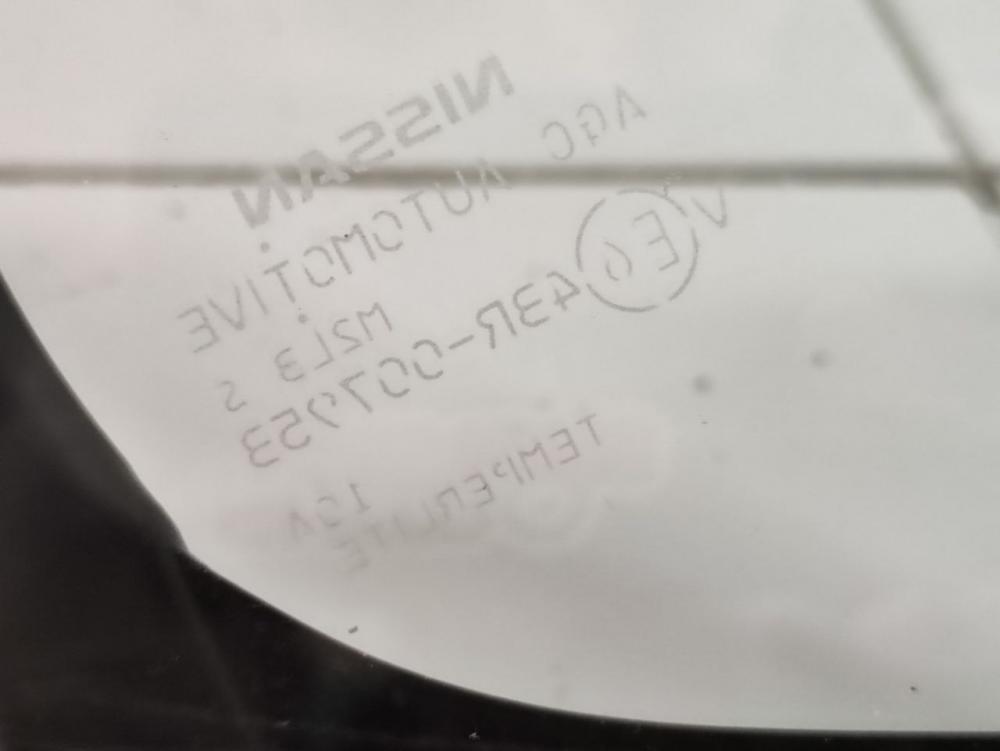 NISSAN
AGC AUTOMOTIVE
M2L3 S
V E6 43R-007953
TEMPERLITE